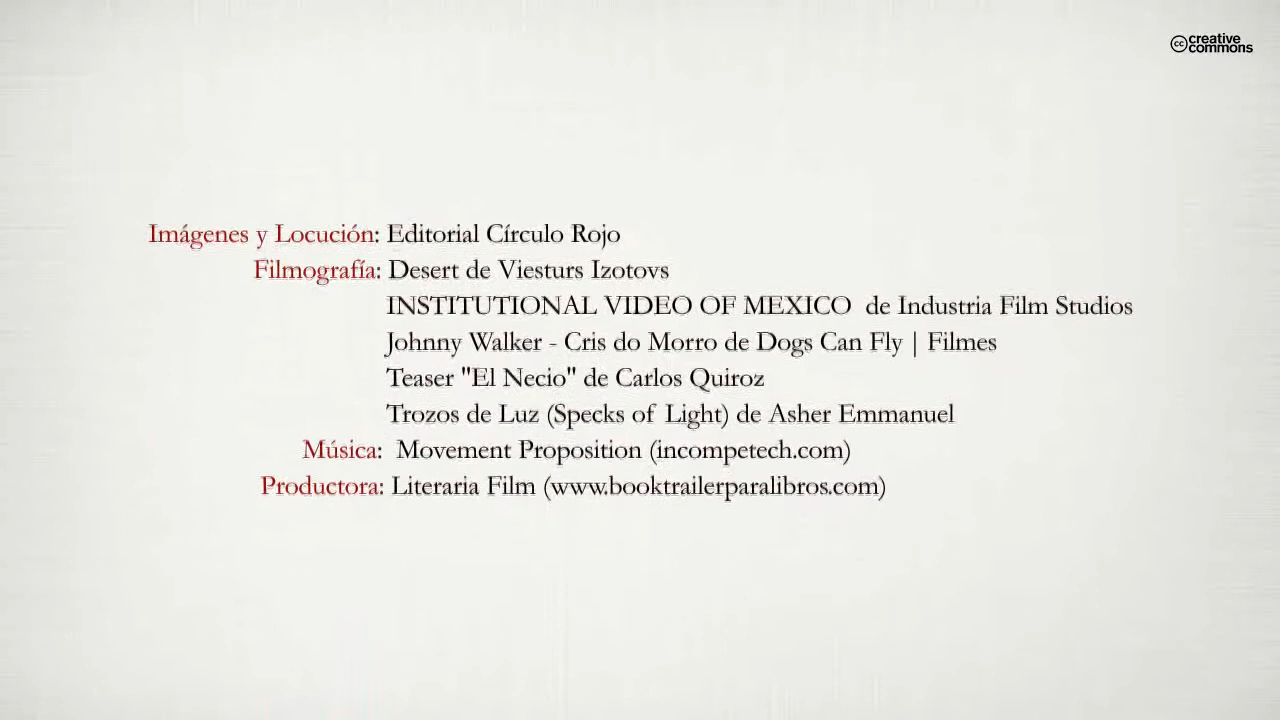 creative
commons
Imágenes y Locución: Editorial Círculo Rojo
Filmografía: Desert de Viesturs Izotovs
INSTITUTIONAL VIDEO OF MEXICO de Industria Film Studios
Johnny Walker - Cris do Morro de Dogs Can Fly | Filmes
Teaser "El Necio" de Carlos Quiroz
Trozos de Luz (Specks of Light) de Asher Emmanuel
Música: Movement Proposition (incompetech.com)
Productora: Literaria Film (www.booktrailerparalibros.com)